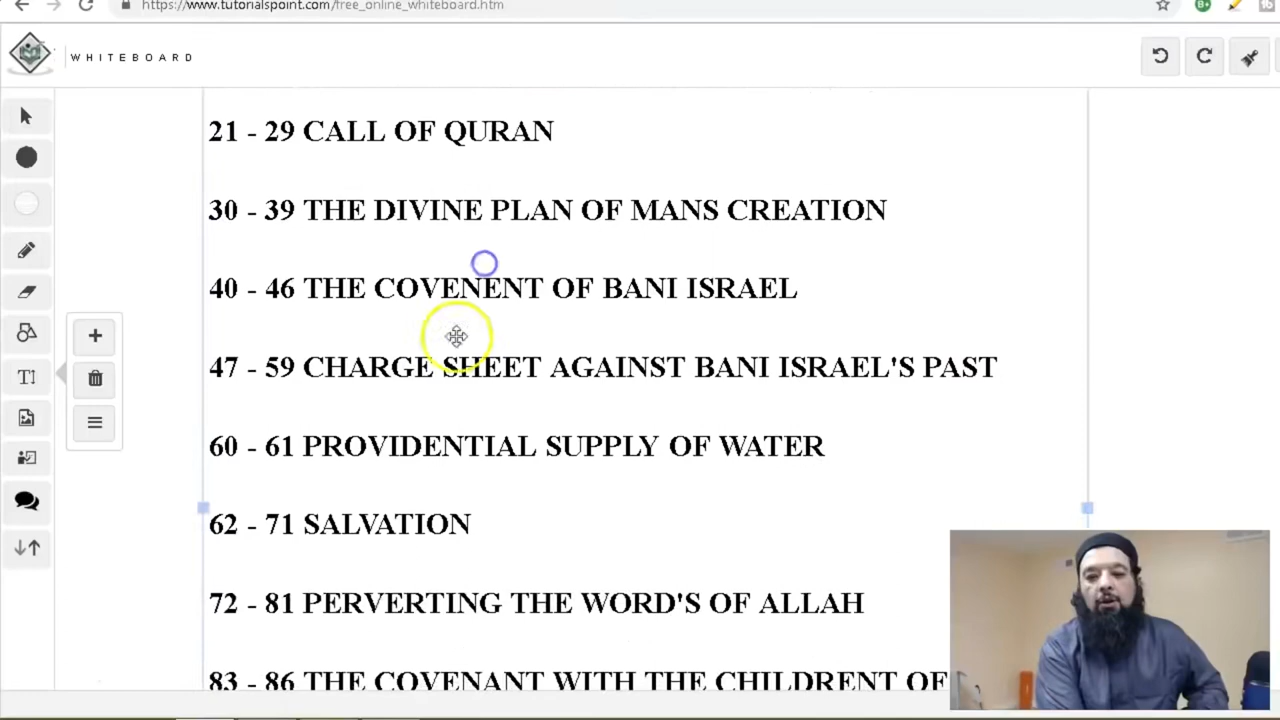 https://www.tutorialspoint.com/free_online_whiteboard.htm
WHITEBOARD
21 - 29 CALL OF QURAN
30 - 39 THE DIVINE PLAN OF MANS CREATION
40 - 46 THE COVENENT OF BANI ISRAEL
47 - 59 CHARGE SHEET AGAINST BANI ISRAEL'S PAST
60 - 61 PROVIDENTIAL SUPPLY OF WATER
62 - 71 SALVATION
72 - 81 PERVERTING THE WORD'S OF ALLAH
83 - 86 THE COVENANT WITH THE CHILDRENT OF